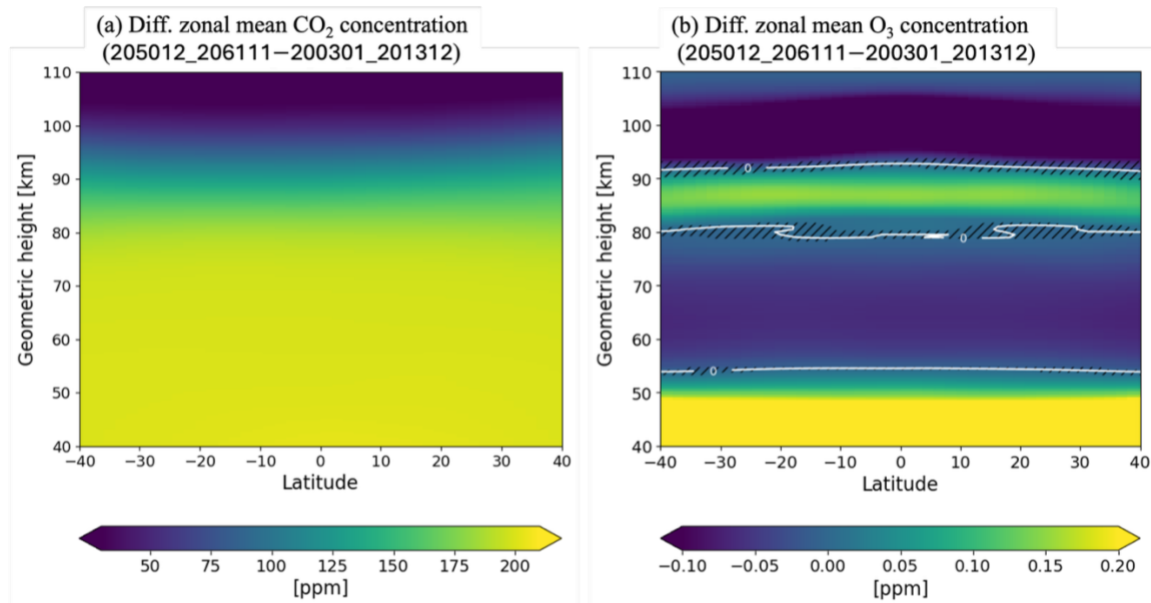 (a) Diff. zonal mean CO₂ concentration
(205012_206111−200301_201312)
110
100
90
80
70
60
50
40
Geometric height [km]
−40 −30 −20 −10 0 10 20 30 40
Latitude
50 75 100 125 150 175 200
[ppm]
(b) Diff. zonal mean O₃ concentration
(205012_206111−200301_201312)
110
100
90
80
70
60
50
40
Geometric height [km]
0
0
0
−40 −30 −20 −10 0 10 20 30 40
Latitude
−0.10 −0.05 0.00 0.05 0.10 0.15 0.20
[ppm]